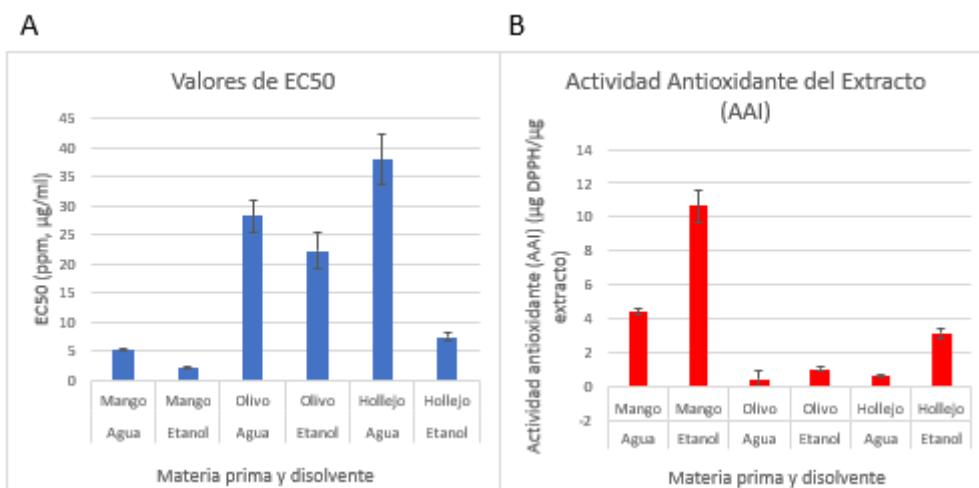 A
Valores de EC50
EC50 (ppm, µg/ml)
45
40
35
30
25
20
15
10
5
0
Mango Mango Olivo Olivo Hollejo Hollejo
Agua Etanol Agua Etanol Agua Etanol
Materia prima y disolvente
B
Actividad Antioxidante del Extracto
(AAI)
Actividad antioxidante (AAI) (µg DPPH/µg
extracto)
14
12
10
8
6
4
2
0
-2
Mango Mango Olivo Olivo Hollejo Hollejo
Agua Etanol Agua Etanol Agua Etanol
Materia prima y disolvente